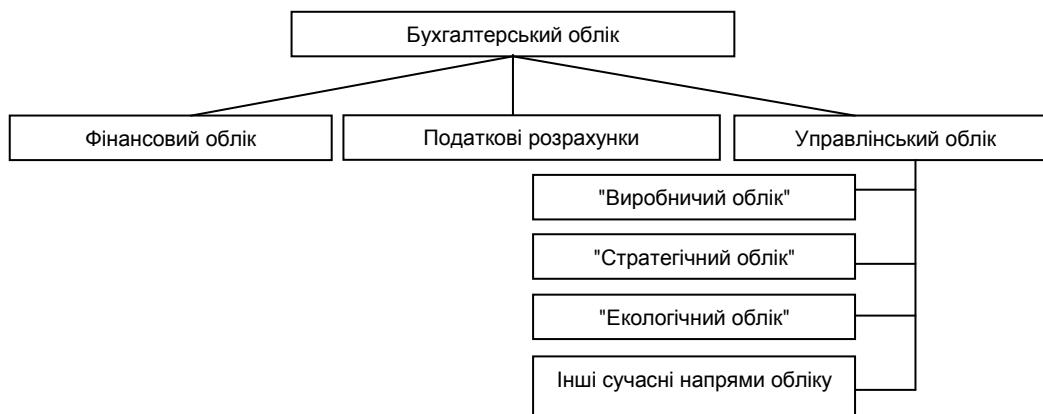 Бухгалтерський облік
Фінансовий облік
Податкові розрахунки
Управлінський облік
"Виробничий облік"
"Стратегічний облік"
"Екологічний облік"
Інші сучасні напрями обліку